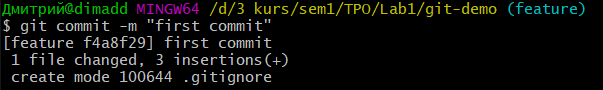 Дмитрий@dimadd MINGW64 /d/3 kurs/sem1/TPO/Lab1/git-demo (feature)
$ git commit -m "first commit"
[feature f4a8f29] first commit
 1 file changed, 3 insertions(+)
 create mode 100644 .gitignore